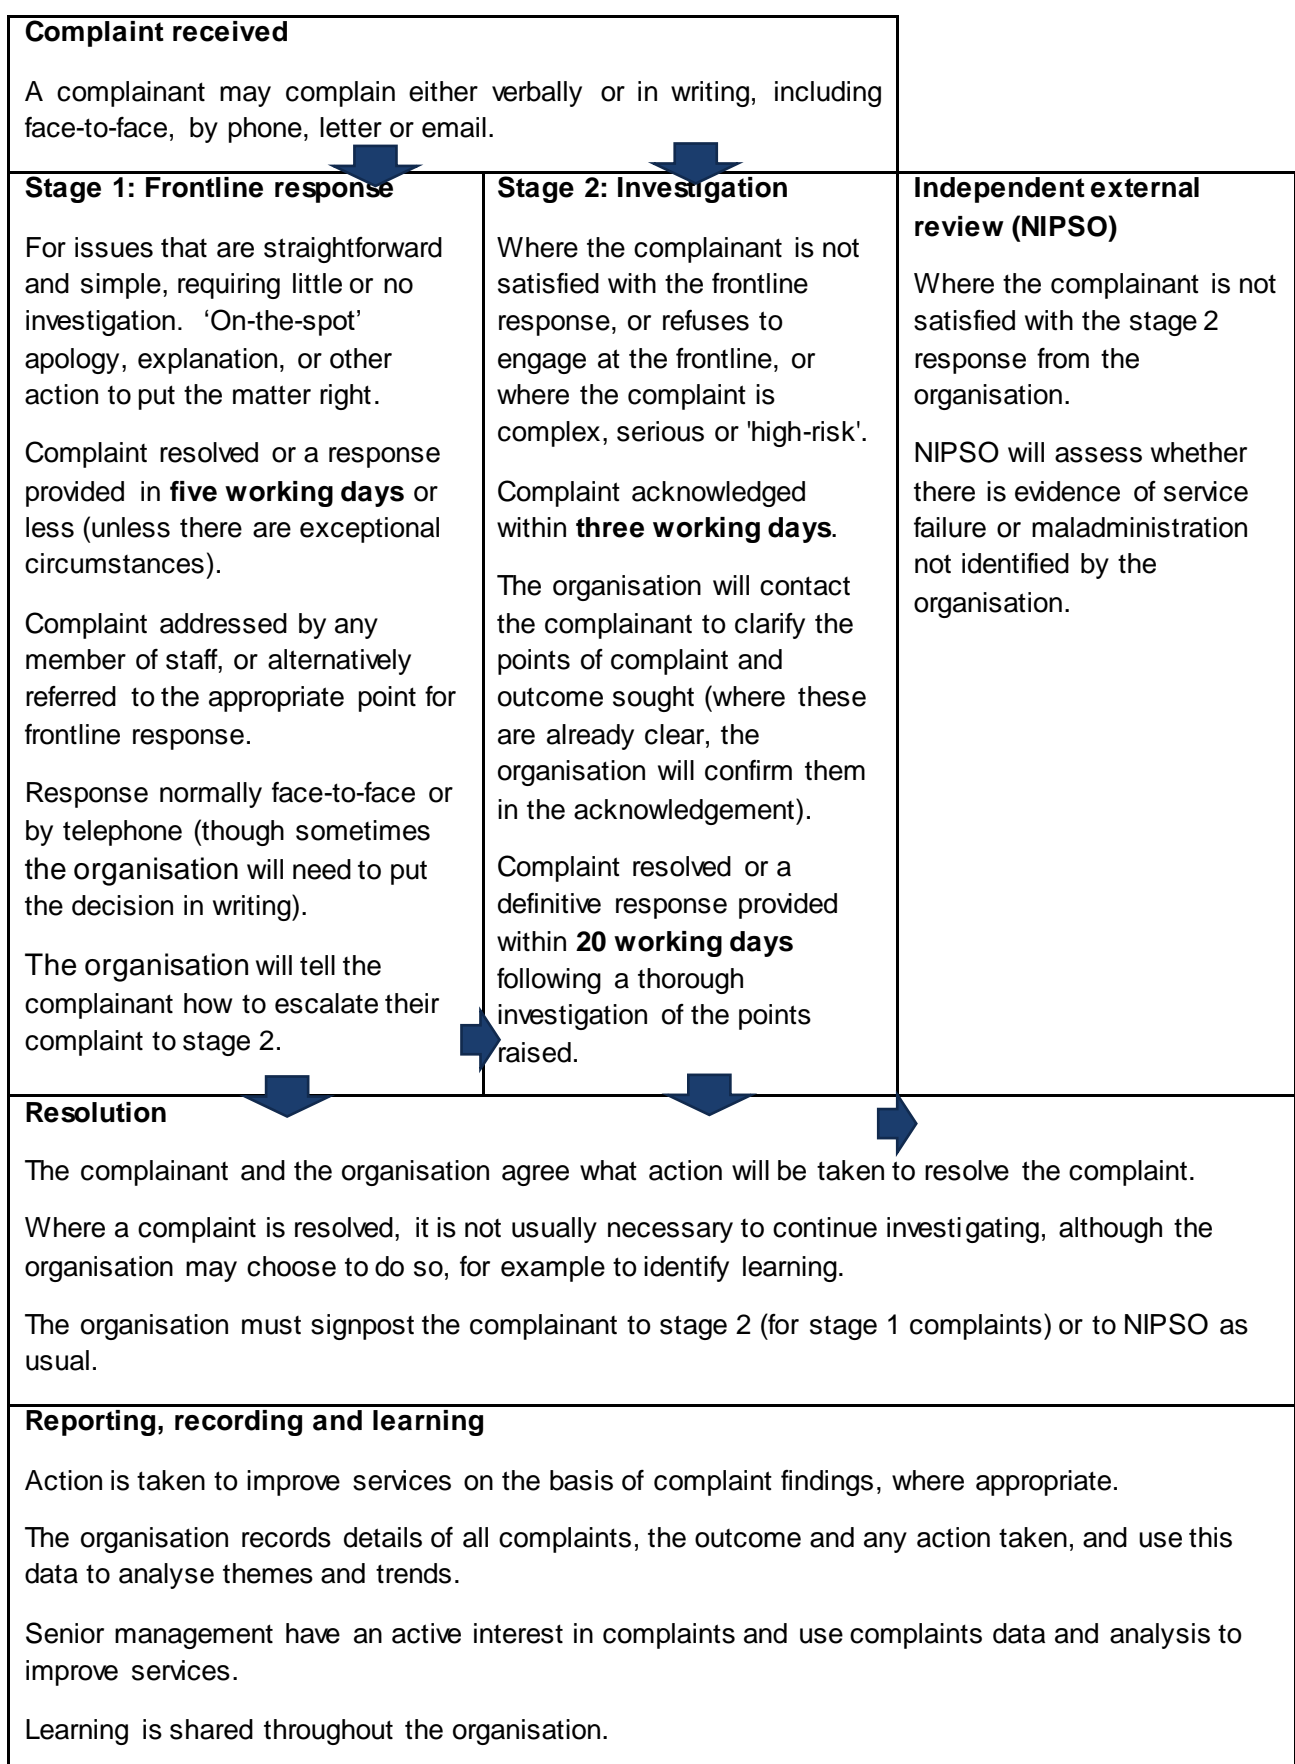 Complaint received
A complainant may complain either verbally or in writing, including
face-to-face, by phone, letter or email.
Stage 1: Frontline response
For issues that are straightforward
and simple, requiring little or no
investigation. ‘On-the-spot’
apology, explanation, or other
action to put the matter right.
Complaint resolved or a response
provided in five working days or
less (unless there are exceptional
circumstances).
Complaint addressed by any
member of staff, or alternatively
referred to the appropriate point for
frontline response.
Response normally face-to-face or
by telephone (though sometimes
the organisation will need to put
the decision in writing).
The organisation will tell the
complainant how to escalate their
complaint to stage 2.
Stage 2: Investigation
Where the complainant is not
satisfied with the frontline
response, or refuses to
engage at the frontline, or
where the complaint is
complex, serious or 'high-risk'.
Complaint acknowledged
within three working days.
The organisation will contact
the complainant to clarify the
points of complaint and
outcome sought (where these
are already clear, the
organisation will confirm them
in the acknowledgement).
Complaint resolved or a
definitive response provided
within 20 working days
following a thorough
investigation of the points
raised.
Independent external
review (NIPSO)
Where the complainant is not
satisfied with the stage 2
response from the
organisation.
NIPSO will assess whether
there is evidence of service
failure or maladministration
not identified by the
organisation.
Resolution
The complainant and the organisation agree what action will be taken to resolve the complaint.
Where a complaint is resolved, it is not usually necessary to continue investigating, although the
organisation may choose to do so, for example to identify learning.
The organisation must signpost the complainant to stage 2 (for stage 1 complaints) or to NIPSO as
usual.
Reporting, recording and learning
Action is taken to improve services on the basis of complaint findings, where appropriate.
The organisation records details of all complaints, the outcome and any action taken, and use this
data to analyse themes and trends.
Senior management have an active interest in complaints and use complaints data and analysis to
improve services.
Learning is shared throughout the organisation.